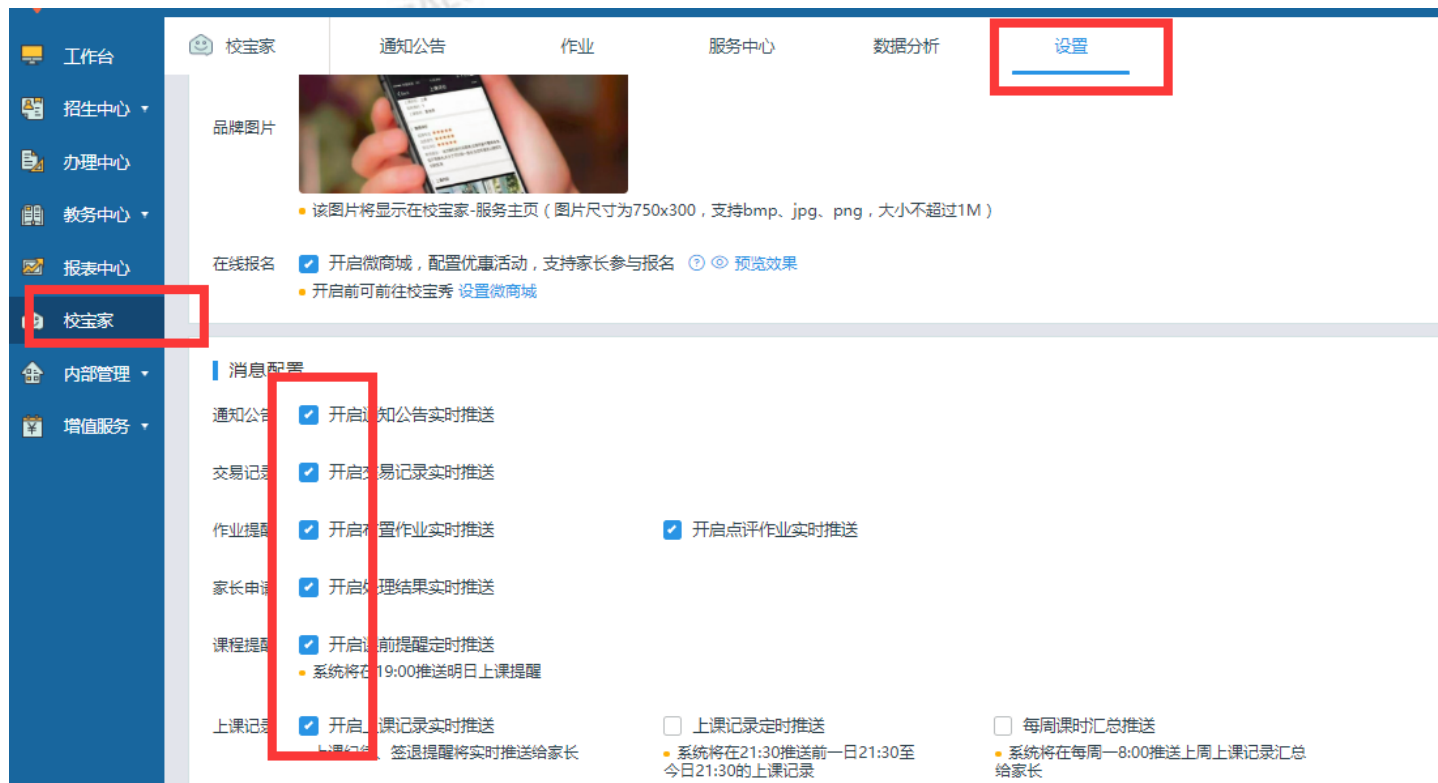 工作台
招生中心
办理中心
教务中心
报表中心
校宝家
内部管理
增值服务
校宝家 通知公告 作业 服务中心 数据分析 设置
品牌图片
该图片将显示在校宝家-服务主页（图片尺寸为750x300，支持bmp、jpg、png，大小不超过1M）
在线报名 开启微商城，配置优惠活动，支持家长参与报名 预览效果
开启前可前往校宝秀 设置微商城
消息配置
通知公告 开启通知公告实时推送
交易记录 开启交易记录实时推送
作业提醒 开启布置作业实时推送 开启点评作业实时推送
家长申请 开启处理结果实时推送
课程提醒 开启课前提醒定时推送
系统将在19:00推送明日上课提醒
上课记录 开启上课记录实时推送 上课记录定时推送 每周课时汇总推送
上课纪录、签退提醒将实时推送给家长 系统将在21:30推送前一日21:30至 系统将在每周一8:00推送上周上课记录汇总
今日21:30的上课记录 给家长